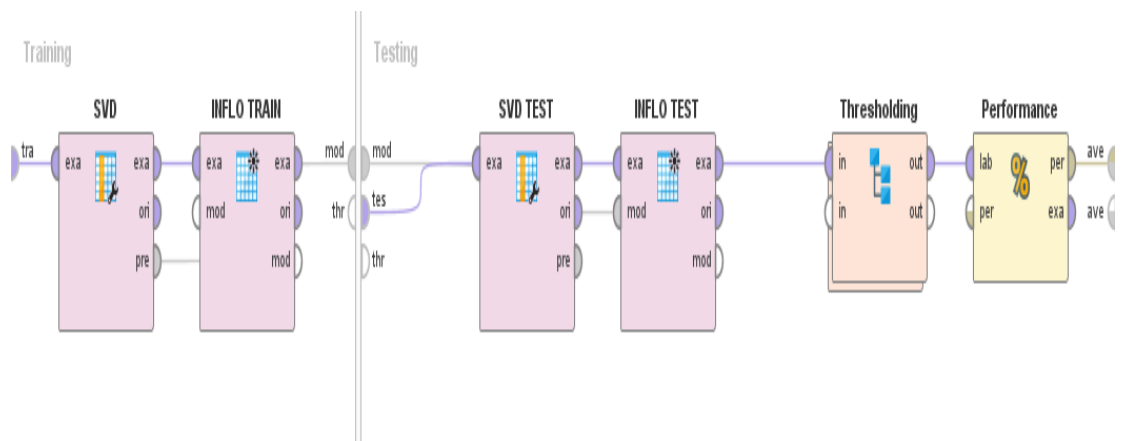 Training
Testing
SVD
INFLO TRAIN
SVD TEST
INFLO TEST
Thresholding
Performance
tra
exa
exa
exa
exa
mod
mod
exa
exa
exa
exa
in
out
lab
per
ave
ori
mod
ori
thr
tes
ori
mod
ori
in
out
per
exa
ave
pre
mod
thr
pre
mod
%